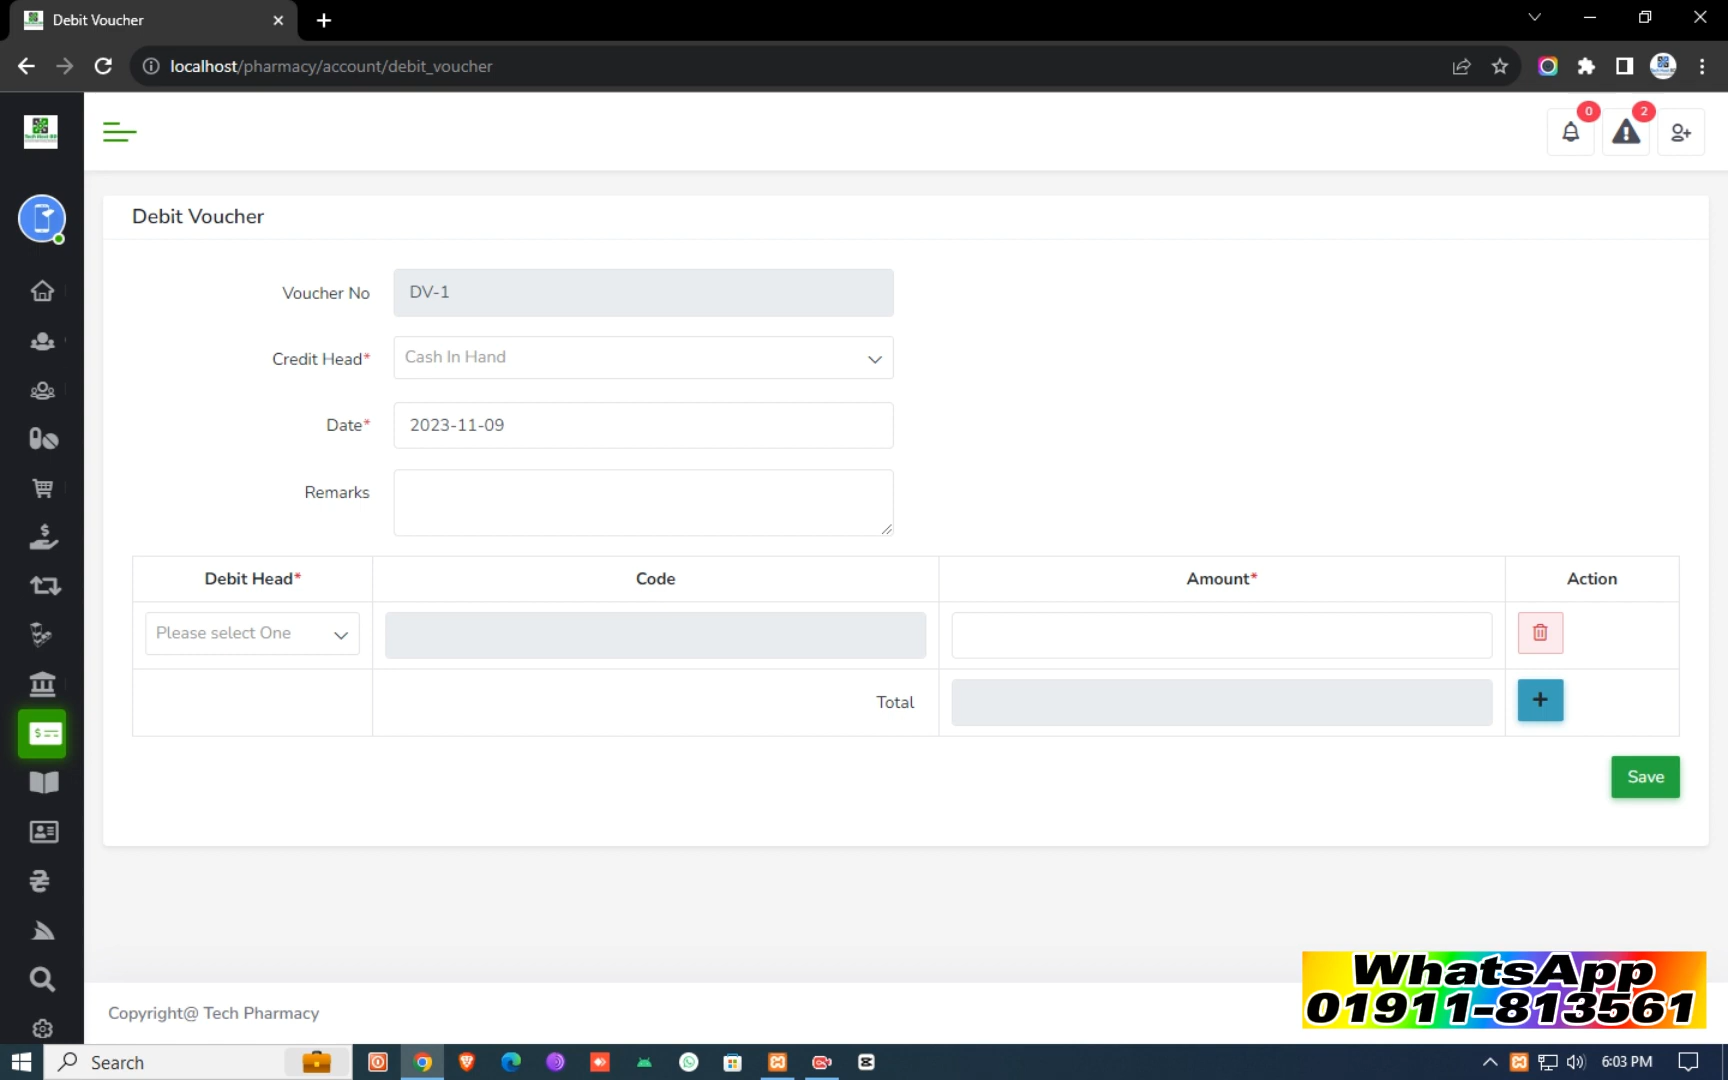 Debit Voucher
localhost/pharmacy/account/debit_voucher
0
2
Debit Voucher
Voucher No
DV-1
Credit Head*
Cash In Hand
Date*
2023-11-09
Remarks
Debit Head*
Code
Amount*
Action
Please select One
Total
+
Save
WhatsApp
01911-813561
Copyright@ Tech Pharmacy
Search
6:03 PM